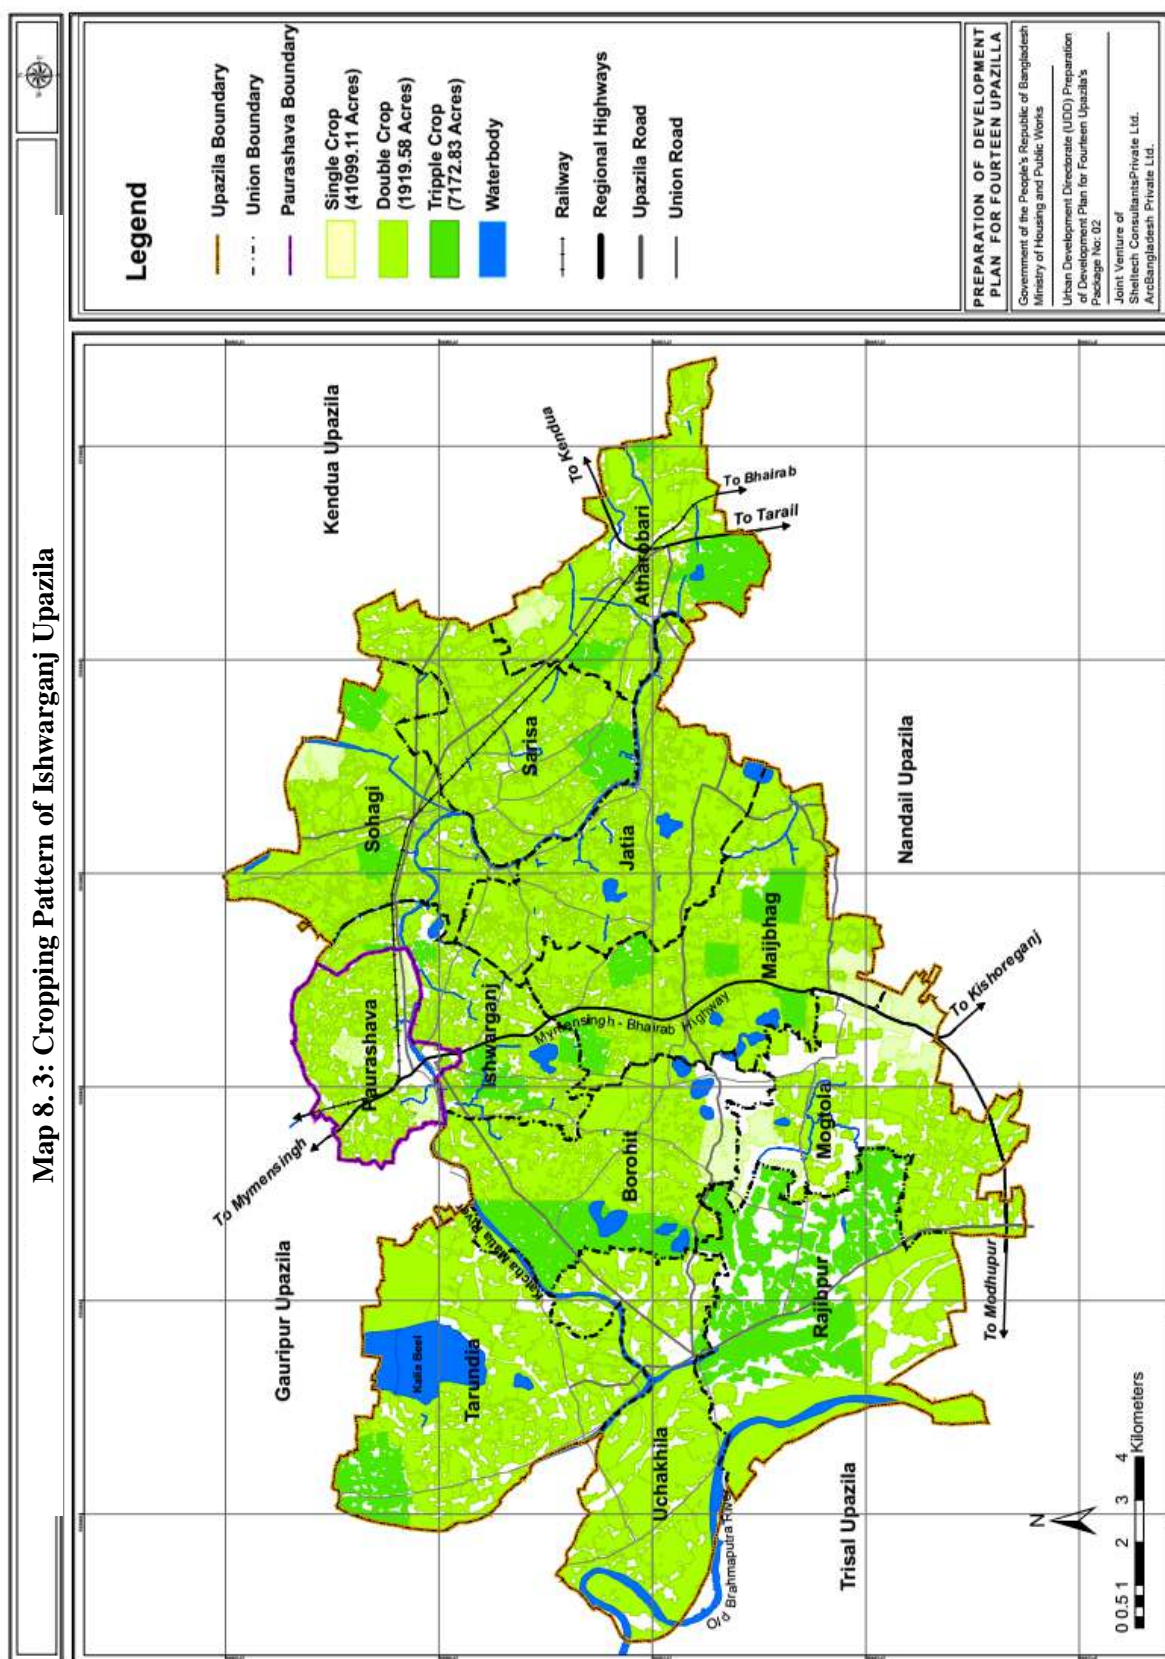 Map 8. 3: Cropping Pattern of Ishwarganj Upazila
Legend
Upazila Boundary
Union Boundary
Paurashava Boundary
Single Crop
(41099.11 Acres)
Double Crop
(1919.58 Acres)
Tripple Crop
(7172.83 Acres)
Waterbody
Railway
Regional Highways
Upazila Road
Union Road
PREPARATION OF DEVELOPMENT
PLAN FOR FOURTEEN UPAZILLA
Government of the People's Republic of Bangladesh
Ministry of Housing and Public Works
Urban Development Directorate (UDD) Preparation
of Development Plan for Fourteen Upazila's
Package No: 02
Joint Venture of
Sheltech ConsultantsPrivate Ltd.
ArcBangladesh Private Ltd.
Kendua Upazila
To Kendua
To Bhairab
To Tarail
Atharobari
Sarisa
Sohagi
Jatia
Maijbhag
Nandail Upazila
Paurashava
Ishwarganj
Mymensingh - Bhairab Highway
To Kishoreganj
To Mymensingh
Borohit
Mogtola
Gauripur Upazila
Katcha Matia River
Rajibpur
To Modhupur
Kalia Beel
Tarundia
Uchakhila
Old Brahmaputra River
Trisal Upazila
N
0 0.5 1 2 3 4
Kilometers